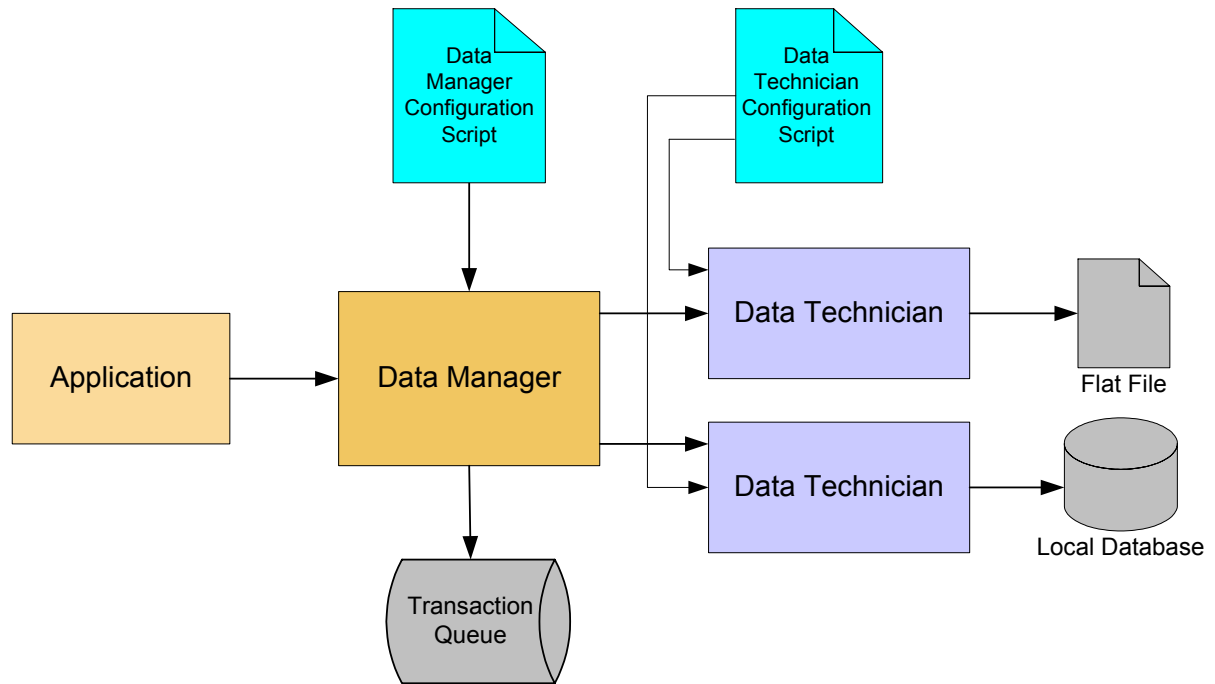 Data
Manager
Configuration
Script
Data
Technician
Configuration
Script
Application
Data Manager
Data Technician
Flat File
Data Technician
Local Database
Transaction
Queue